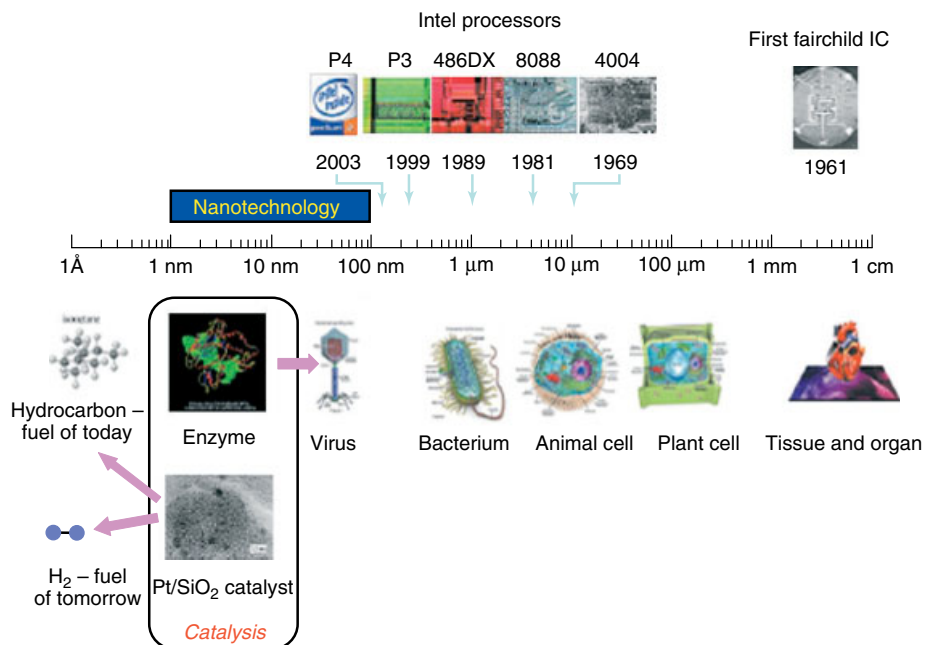 Intel processors
First fairchild IC
P4 P3 486DX 8088 4004
2003 1999 1989 1981 1969
1961
Nanotechnology
1Å 1 nm 10 nm 100 nm 1 µm 10 µm 100 µm 1 mm 1 cm
Hydrocarbon –
fuel of today
Enzyme
Virus
Bacterium
Animal cell
Plant cell
Tissue and organ
H₂ – fuel
of tomorrow
Pt/SiO₂ catalyst
Catalysis